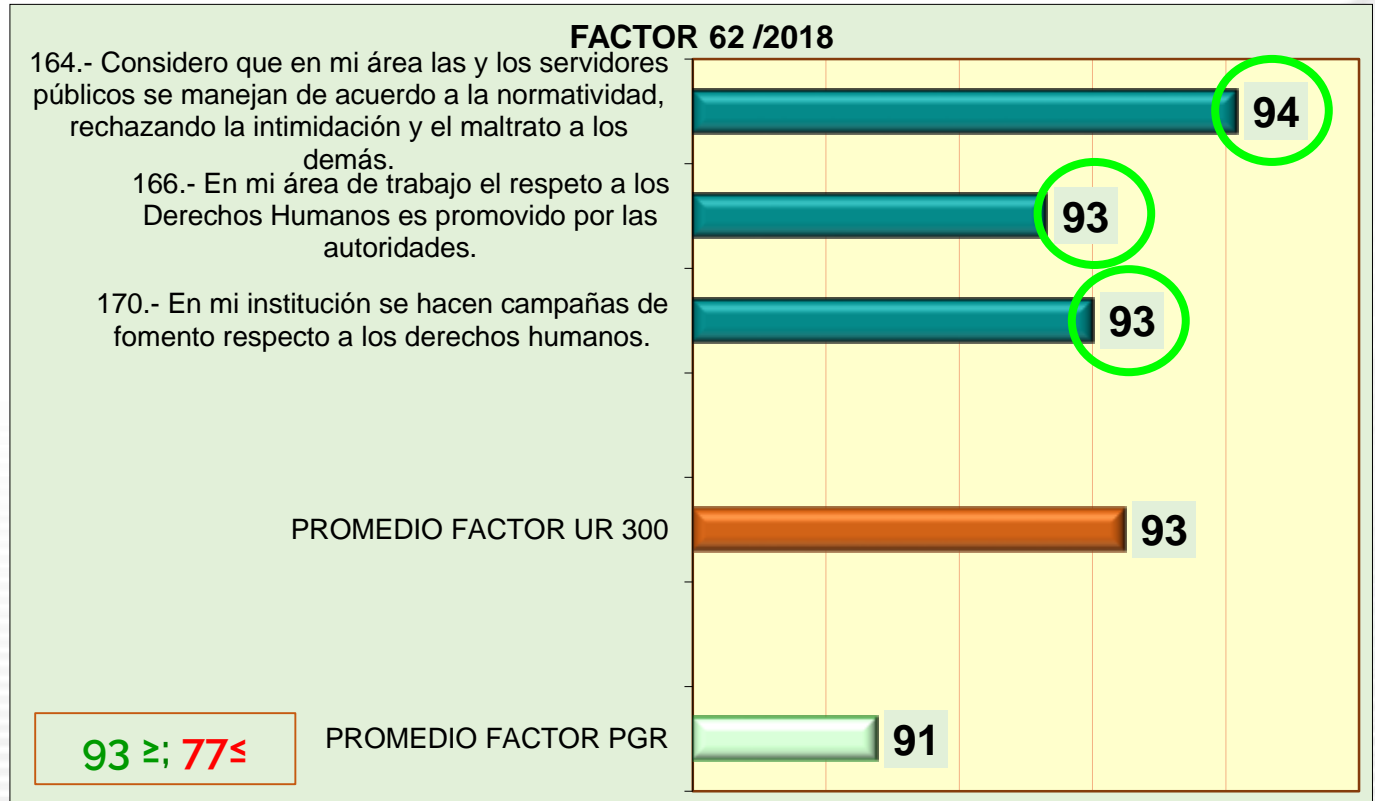 FACTOR 62 /2018
164.- Considero que en mi área las y los servidores
públicos se manejan de acuerdo a la normatividad,
rechazando la intimidación y el maltrato a los
demás.
94
166.- En mi área de trabajo el respeto a los
Derechos Humanos es promovido por las
autoridades.
93
170.- En mi institución se hacen campañas de
fomento respecto a los derechos humanos.
93
PROMEDIO FACTOR UR 300
93
PROMEDIO FACTOR PGR
91
93 ≥; 77≤